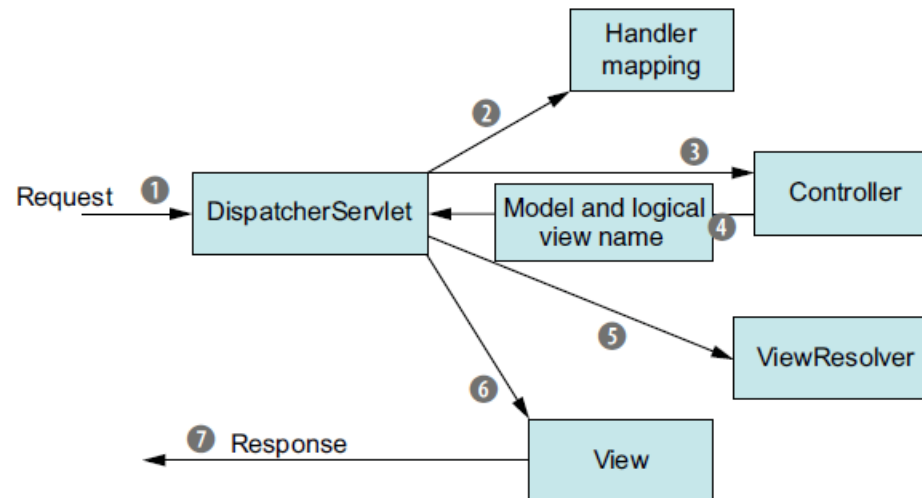 Handler
mapping
2
3
1
Request
DispatcherServlet
Model and logical
view name
4
Controller
5
ViewResolver
6
7
Response
View